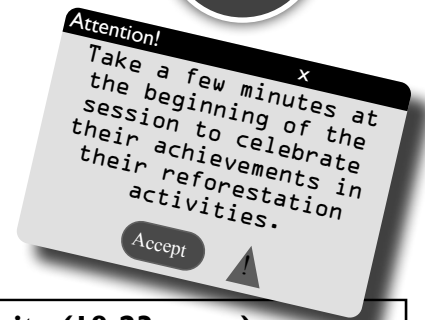 Attention!
x
Take a few minutes at
the beginning of the
session to celebrate
their achievements in
their reforestation
activities.
Accept
!